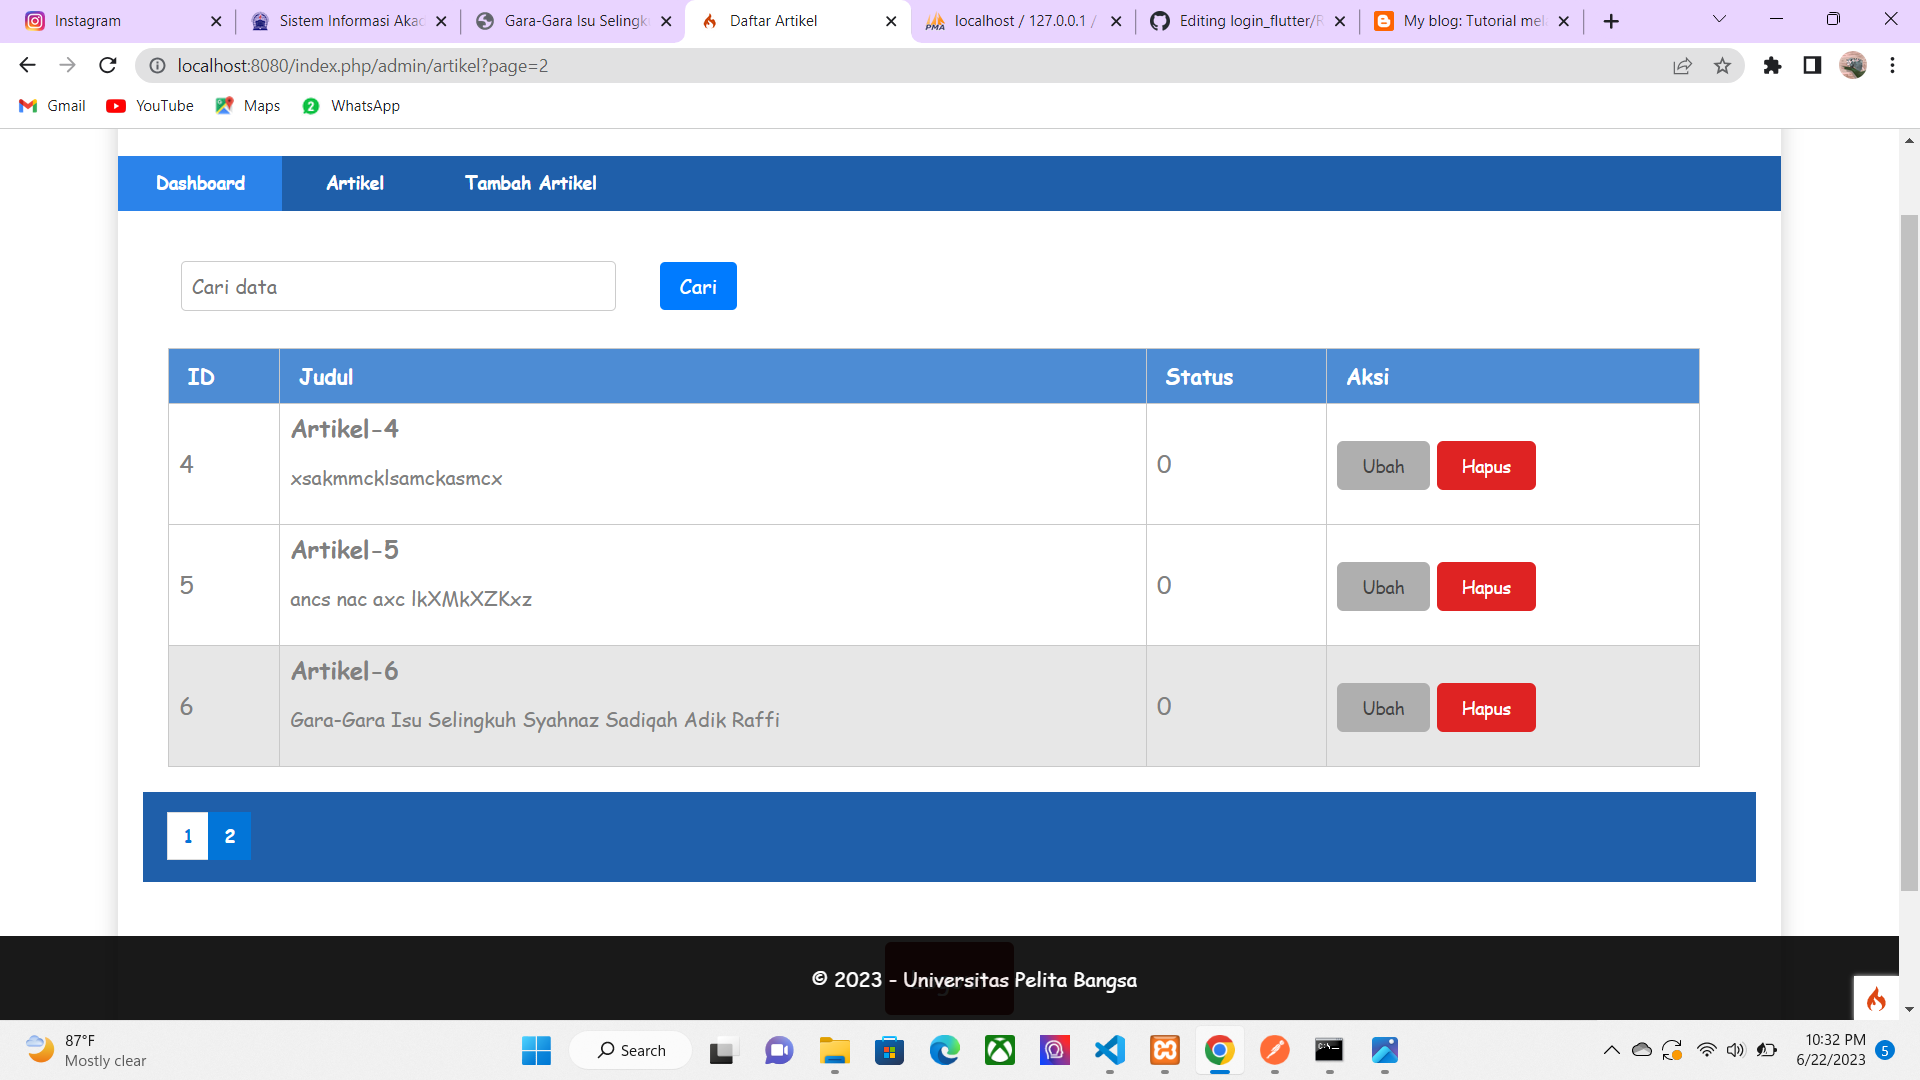 Instagram
Sistem Informasi Akad
Gara-Gara Isu Selingk
Daftar Artikel
localhost / 127.0.0.1 /
Editing login_flutter/R
My blog: Tutorial mela
localhost:8080/index.php/admin/artikel?page=2
Gmail
YouTube
Maps
2
WhatsApp
Dashboard
Artikel
Tambah Artikel
Cari data
Cari
ID
Judul
Status
Aksi
4
Artikel-4
xsakmmcklsamckasmcx
0
Ubah
Hapus
5
Artikel-5
ancs nac axc lkXMkXZKxz
0
Ubah
Hapus
6
Artikel-6
Gara-Gara Isu Selingkuh Syahnaz Sadiqah Adik Raffi
0
Ubah
Hapus
1
2
© 2023 - Universitas Pelita Bangsa
87°F
Mostly clear
Search
10:32 PM
6/22/2023
5